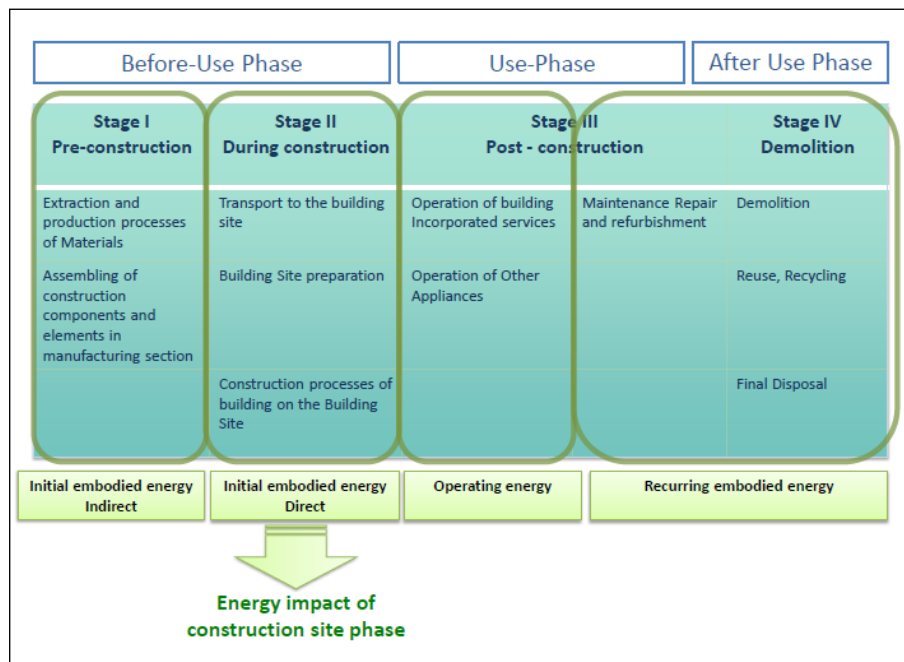 Before-Use Phase
Use-Phase
After Use Phase
Stage I
Pre-construction
Stage II
During construction
Stage III
Post - construction
Stage IV
Demolition
Extraction and
production processes
of Materials
Transport to the building
site
Operation of building
Incorporated services
Maintenance Repair
and refurbishment
Demolition
Assembling of
construction
components and
elements in
manufacturing section
Building Site preparation
Operation of Other
Appliances
Reuse, Recycling
Construction processes of
building on the Building
Site
Final Disposal
Initial embodied energy
Indirect
Initial embodied energy
Direct
Operating energy
Recurring embodied energy
Energy impact of
construction site phase